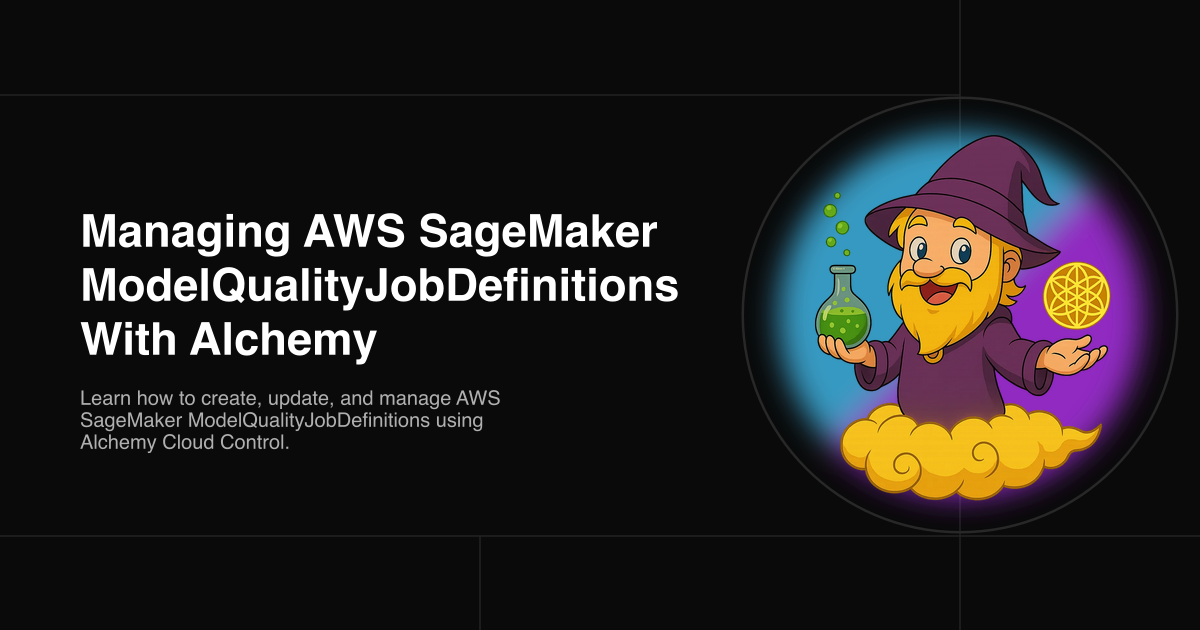 Managing AWS SageMaker
ModelQualityJobDefinitions
With Alchemy
Learn how to create, update, and manage AWS
SageMaker ModelQualityJobDefinitions using
Alchemy Cloud Control.